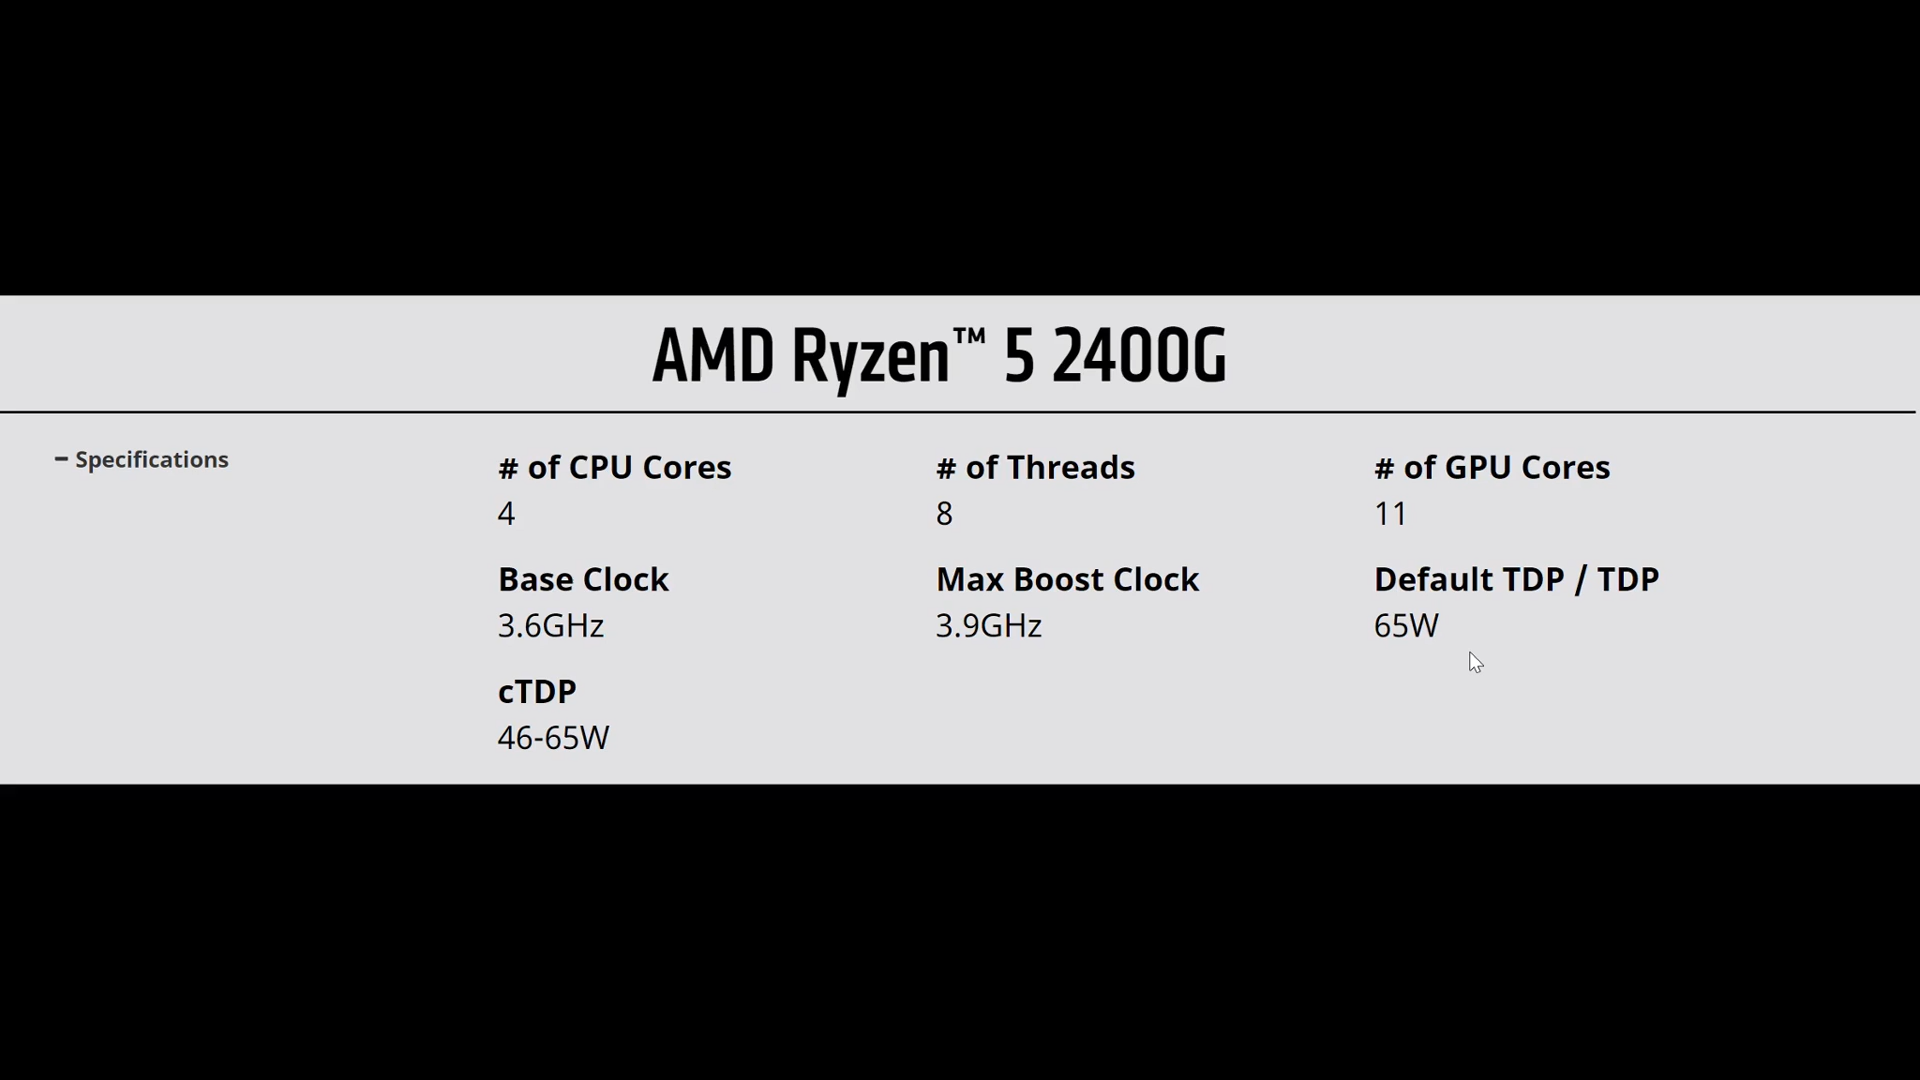 AMD Ryzen™ 5 2400G
− Specifications
# of CPU Cores
4
# of Threads
8
# of GPU Cores
11
Base Clock
3.6GHz
Max Boost Clock
3.9GHz
Default TDP / TDP
65W
cTDP
46-65W